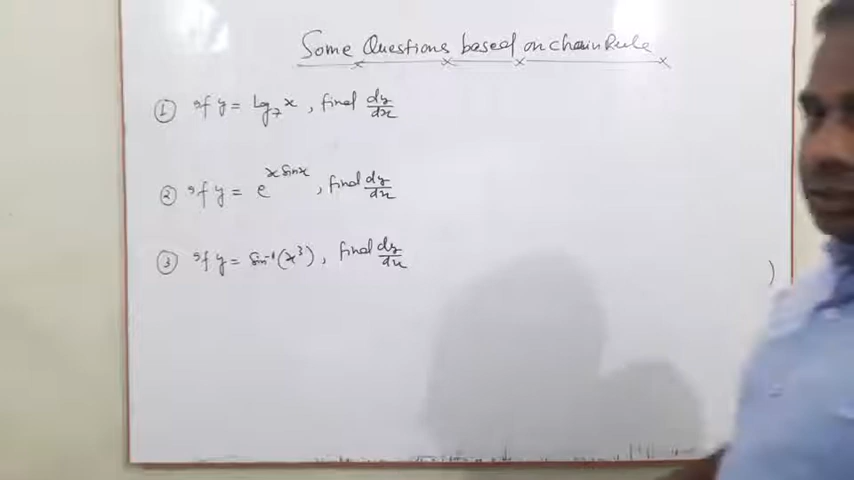 Some Questions based on chain Rule
① If y = log₇ x , find dy/dx
② If y = e^(x sinx) , find dy/dx
③ If y = sin⁻¹(x³) , find dy/dx